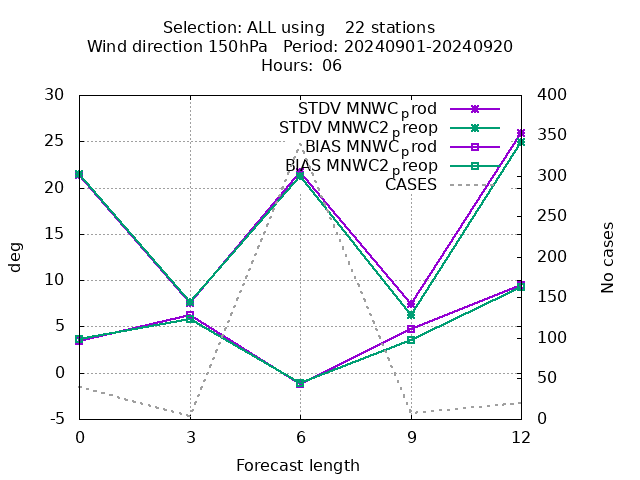 Selection: ALL using    22 stations
Wind direction 150hPa   Period: 20240901-20240920
Hours: 06
30
25
20
15
10
5
0
-5
400
350
300
250
200
150
100
50
0
STDV MNWC_prod
STDV MNWC2_preop
BIAS MNWC_prod
BIAS MNWC2_preop
CASES
deg
No cases
0 3 6 9 12
Forecast length